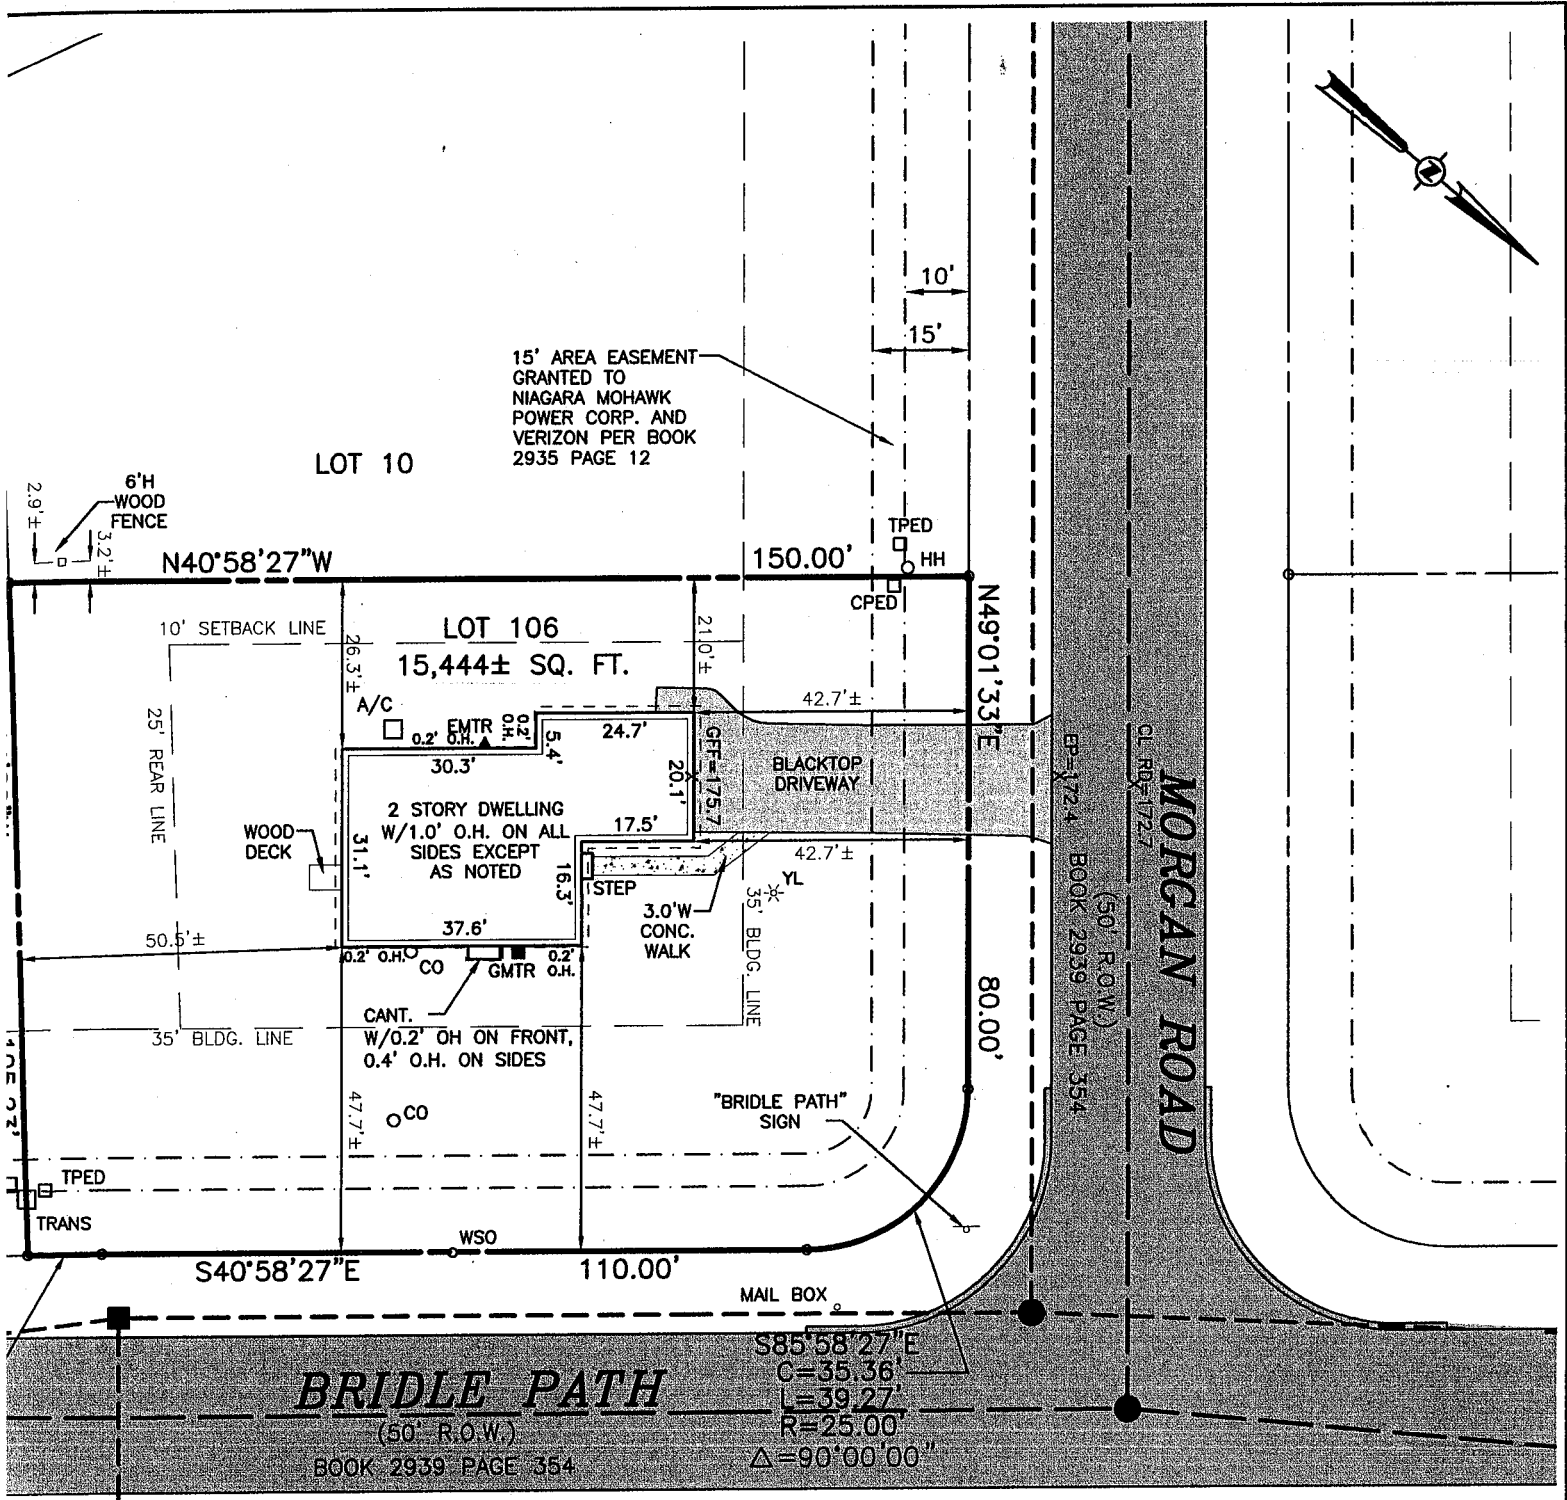 10'
15'
15' AREA EASEMENT
GRANTED TO
NIAGARA MOHAWK
POWER CORP. AND
VERIZON PER BOOK
2935 PAGE 12
LOT 10
6'H
WOOD
FENCE
2.9'±
3.2'±
N40°58'27"W
150.00'
TPED
HH
CPED
N49°01'33"E
80.00'
10' SETBACK LINE
LOT 106
15,444± SQ. FT.
26.3'±
21.0'±
25' REAR LINE
A/C
EMTR
0.2' O.H.
0.2'
O.H.
5.4'
24.7'
30.3'
42.7'±
GFF=175.7
20.1'
BLACKTOP
DRIVEWAY
EP=172.4
CL RD=172.7
MORGAN ROAD
(50' R.O.W.)
BOOK 2939 PAGE 354
2 STORY DWELLING
W/1.0' O.H. ON ALL
SIDES EXCEPT
AS NOTED
17.5'
42.7'±
31.1'
16.3'
WOOD
DECK
STEP
YL
3.0'W
CONC.
WALK
35' BLDG. LINE
37.6'
50.5'±
0.2' O.H.
CO
GMTR
0.2'
O.H.
CANT.
W/0.2' OH ON FRONT,
0.4' O.H. ON SIDES
35' BLDG. LINE
47.7'±
47.7'±
CO
"BRIDLE PATH"
SIGN
TPED
TRANS
WSO
S40°58'27"E
110.00'
MAIL BOX
S85°58'27"E
C=35.36'
L=39.27'
R=25.00'
Δ=90°00'00"
BRIDLE PATH
(50' R.O.W.)
BOOK 2939 PAGE 354